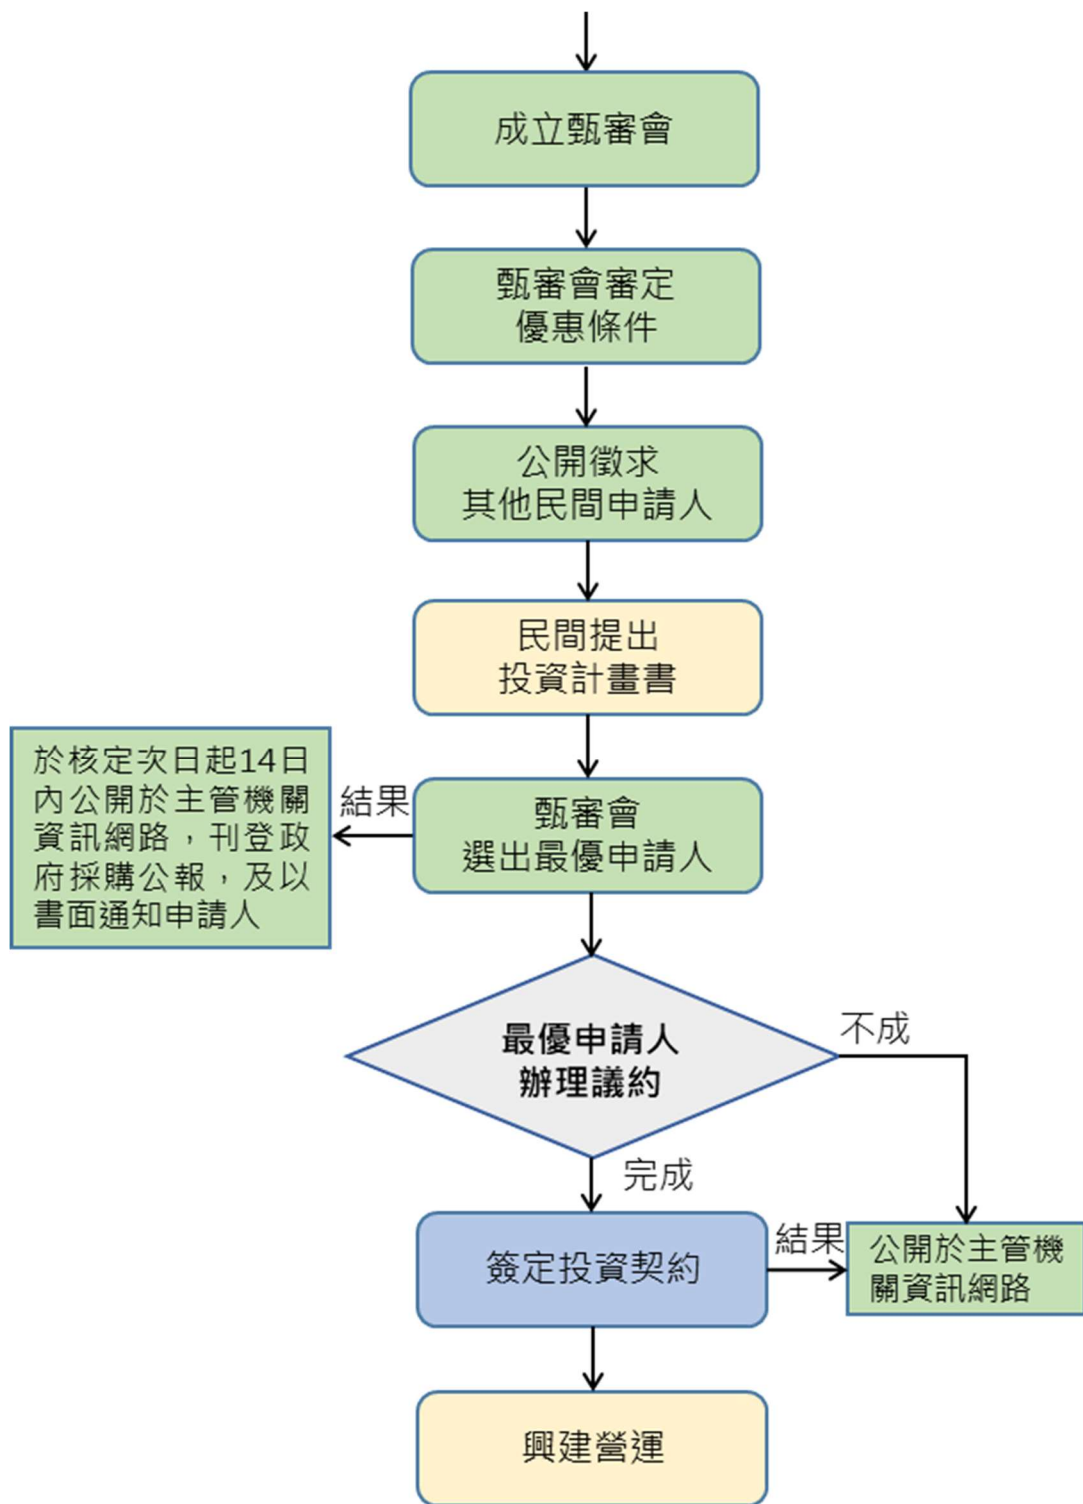 成立甄審會
甄審會審定
優惠條件
公開徵求
其他民間申請人
民間提出
投資計畫書
於核定次日起14日
內公開於主管機關
資訊網路，刊登政
府採購公報，及以
書面通知申請人
結果
甄審會
選出最優申請人
最優申請人
辦理議約
不成
完成
簽定投資契約
結果
公開於主管機
關資訊網路
興建營運